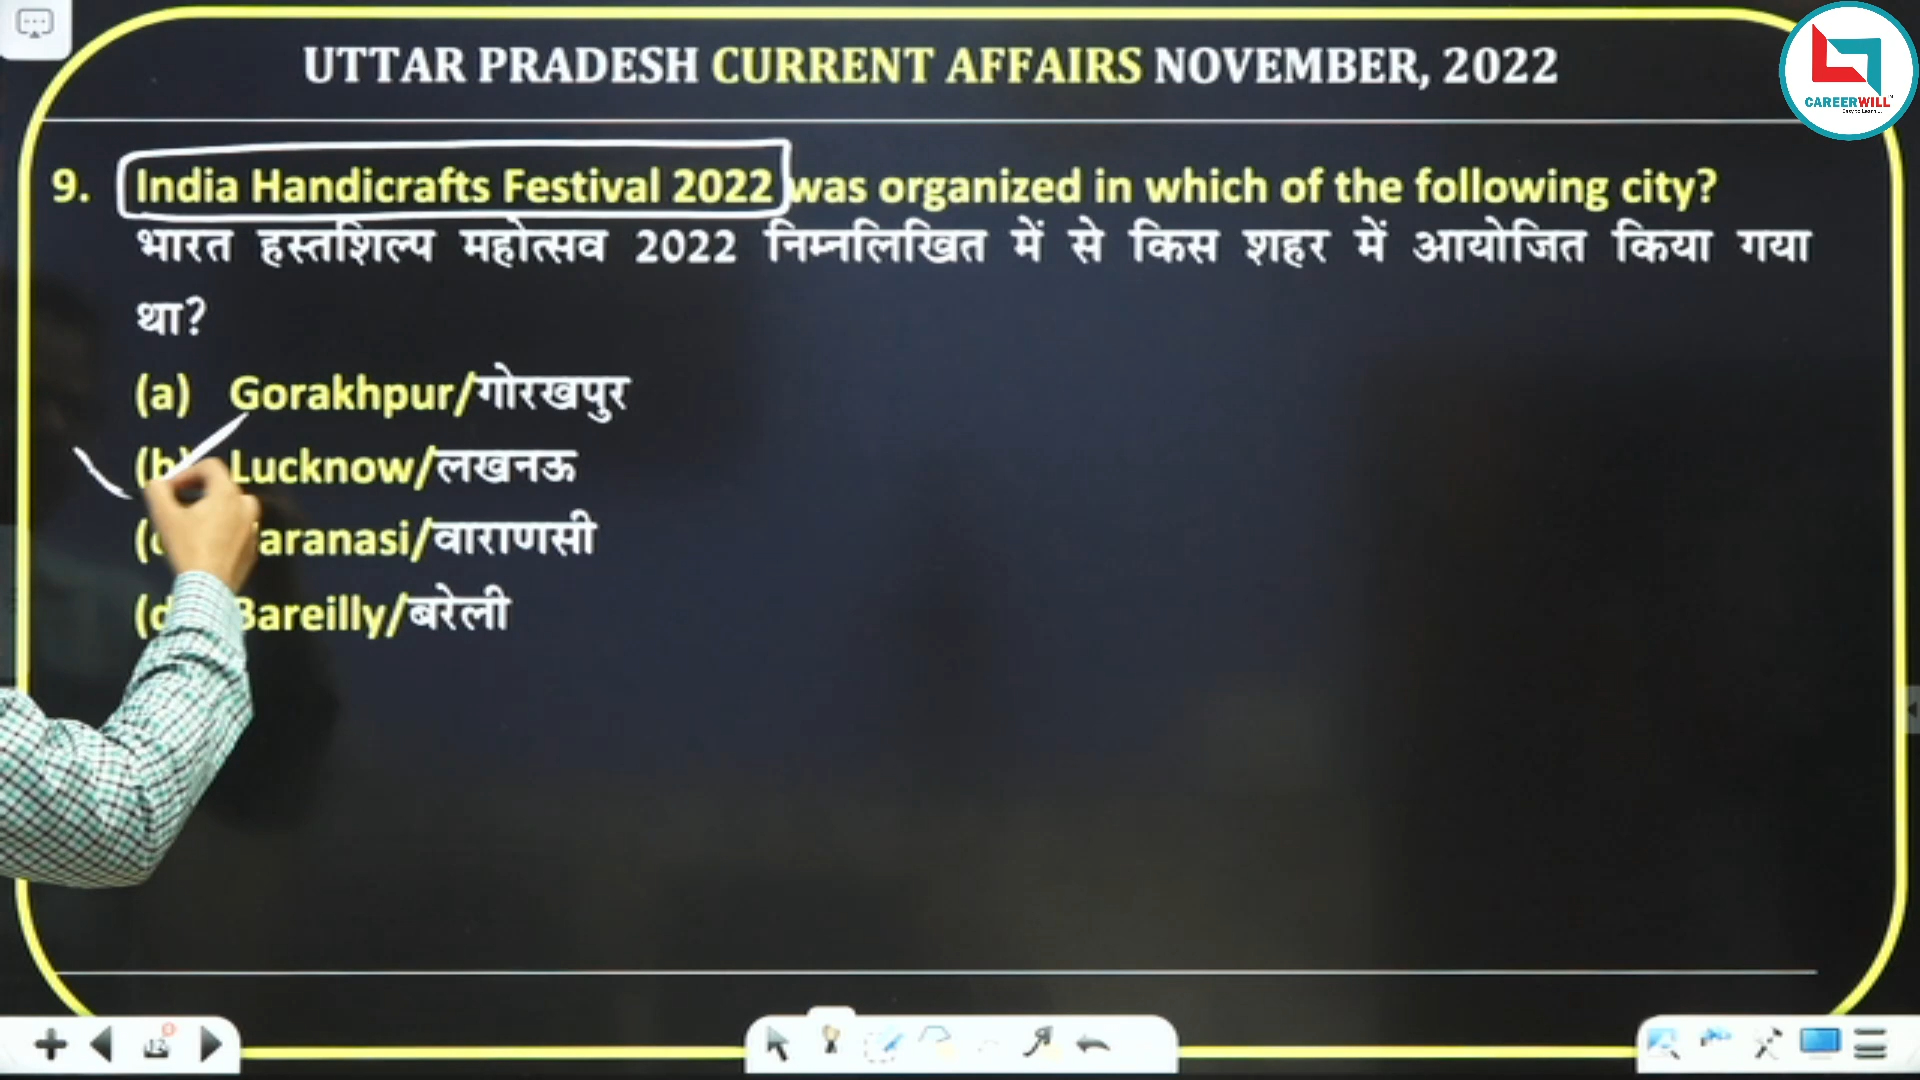 UTTAR PRADESH CURRENT AFFAIRS NOVEMBER, 2022
CAREERWILL
9. India Handicrafts Festival 2022 was organized in which of the following city?
भारत हस्तशिल्प महोत्सव 2022 निम्नलिखित में से किस शहर में आयोजित किया गया
था?
(a) Gorakhpur/गोरखपुर
(b) Lucknow/लखनऊ
aranasi/वाराणसी
Bareilly/बरेली
12